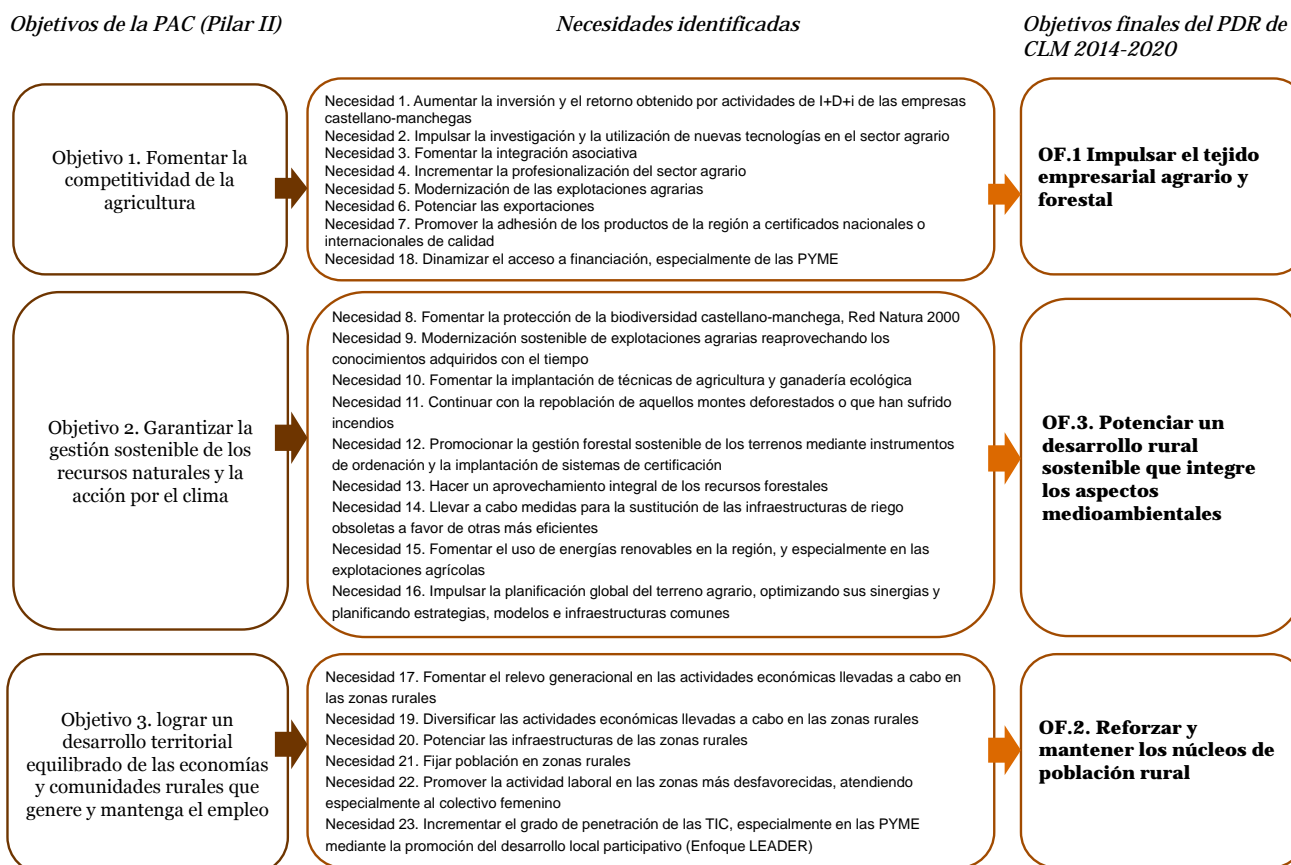 Objetivos de la PAC (Pilar II)
Necesidades identificadas
Objetivos finales del PDR de
CLM 2014-2020
Objetivo 1. Fomentar la
competitividad de la
agricultura
Necesidad 1. Aumentar la inversión y el retorno obtenido por actividades de I+D+i de las empresas
castellano-manchegas
Necesidad 2. Impulsar la investigación y la utilización de nuevas tecnologías en el sector agrario
Necesidad 3. Fomentar la integración asociativa
Necesidad 4. Incrementar la profesionalización del sector agrario
Necesidad 5. Modernización de las explotaciones agrarias
Necesidad 6. Potenciar las exportaciones
Necesidad 7. Promover la adhesión de los productos de la región a certificados nacionales o
internacionales de calidad
Necesidad 18. Dinamizar el acceso a financiación, especialmente de las PYME
OF.1 Impulsar el tejido
empresarial agrario y
forestal
Objetivo 2. Garantizar la
gestión sostenible de los
recursos naturales y la
acción por el clima
Necesidad 8. Fomentar la protección de la biodiversidad castellano-manchega, Red Natura 2000
Necesidad 9. Modernización sostenible de explotaciones agrarias reaprovechando los
conocimientos adquiridos con el tiempo
Necesidad 10. Fomentar la implantación de técnicas de agricultura y ganadería ecológica
Necesidad 11. Continuar con la repoblación de aquellos montes deforestados o que han sufrido
incendios
Necesidad 12. Promocionar la gestión forestal sostenible de los terrenos mediante instrumentos
de ordenación y la implantación de sistemas de certificación
Necesidad 13. Hacer un aprovechamiento integral de los recursos forestales
Necesidad 14. Llevar a cabo medidas para la sustitución de las infraestructuras de riego
obsoletas a favor de otras más eficientes
Necesidad 15. Fomentar el uso de energías renovables en la región, y especialmente en las
explotaciones agrícolas
Necesidad 16. Impulsar la planificación global del terreno agrario, optimizando sus sinergias y
planificando estrategias, modelos e infraestructuras comunes
OF.3. Potenciar un
desarrollo rural
sostenible que integre
los aspectos
medioambientales
Objetivo 3. lograr un
desarrollo territorial
equilibrado de las economías
y comunidades rurales que
genere y mantenga el empleo
Necesidad 17. Fomentar el relevo generacional en las actividades económicas llevadas a cabo en
las zonas rurales
Necesidad 19. Diversificar las actividades económicas llevadas a cabo en las zonas rurales
Necesidad 20. Potenciar las infraestructuras de las zonas rurales
Necesidad 21. Fijar población en zonas rurales
Necesidad 22. Promover la actividad laboral en las zonas más desfavorecidas, atendiendo
especialmente al colectivo femenino
Necesidad 23. Incrementar el grado de penetración de las TIC, especialmente en las PYME
mediante la promoción del desarrollo local participativo (Enfoque LEADER)
OF.2. Reforzar y
mantener los núcleos de
población rural